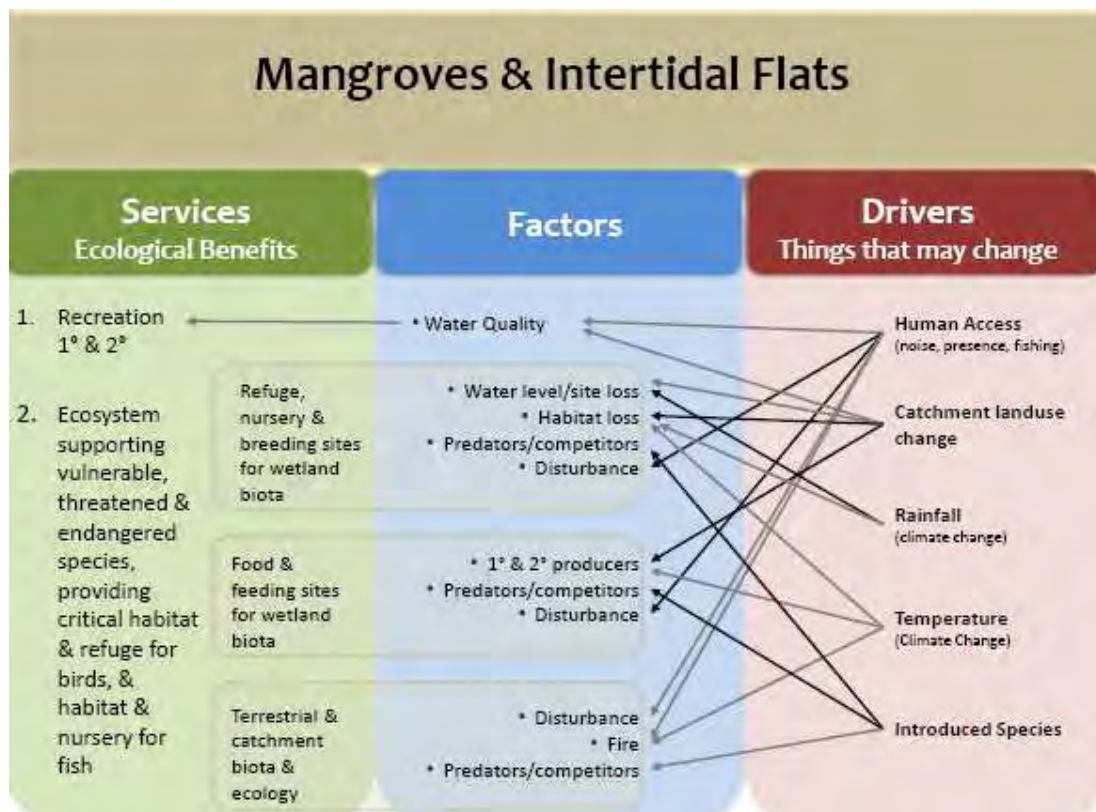 Mangroves & Intertidal Flats
Services
Ecological Benefits
Factors
Drivers
Things that may change
1. Recreation
1° & 2°
2. Ecosystem
supporting
vulnerable,
threatened &
endangered
species,
providing
critical habitat
& refuge for
birds, &
habitat &
nursery for
fish
Refuge,
nursery &
breeding sites
for wetland
biota
Food &
feeding sites
for wetland
biota
Terrestrial &
catchment
biota &
ecology
• Water Quality
• Water level/site loss
• Habitat loss
• Predators/competitors
• Disturbance
• 1° & 2° producers
• Predators/competitors
• Disturbance
• Disturbance
• Fire
• Predators/competitors
Human Access
(noise, presence, fishing)
Catchment landuse
change
Rainfall
(climate change)
Temperature
(Climate Change)
Introduced Species